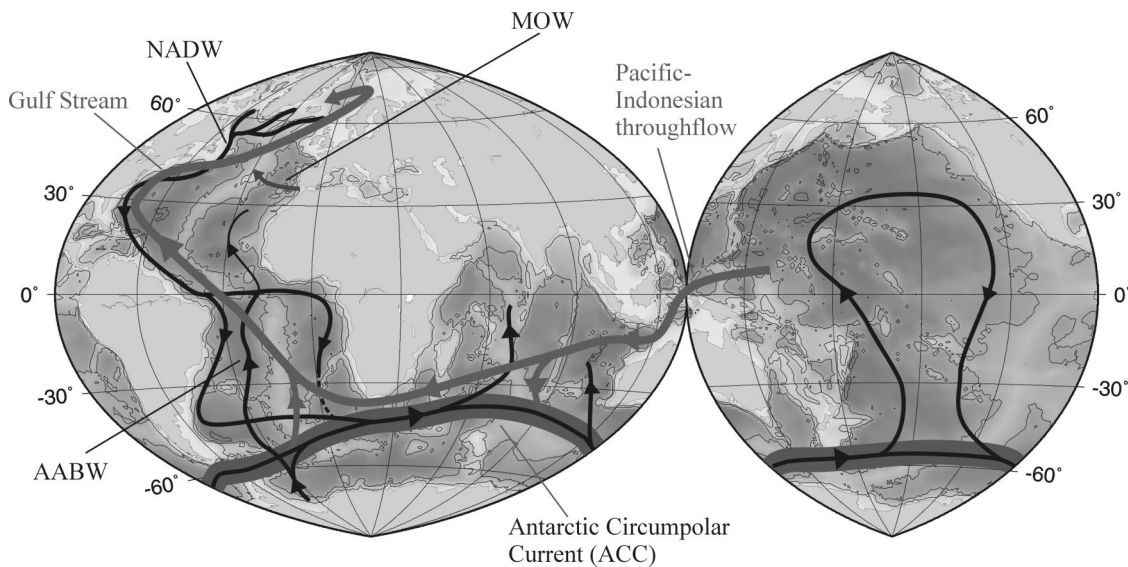 NADW
MOW
Gulf Stream
Pacific-
Indonesian
throughflow
60°
30°
0°
-30°
-60°
60°
30°
0°
-30°
-60°
AABW
Antarctic Circumpolar
Current (ACC)